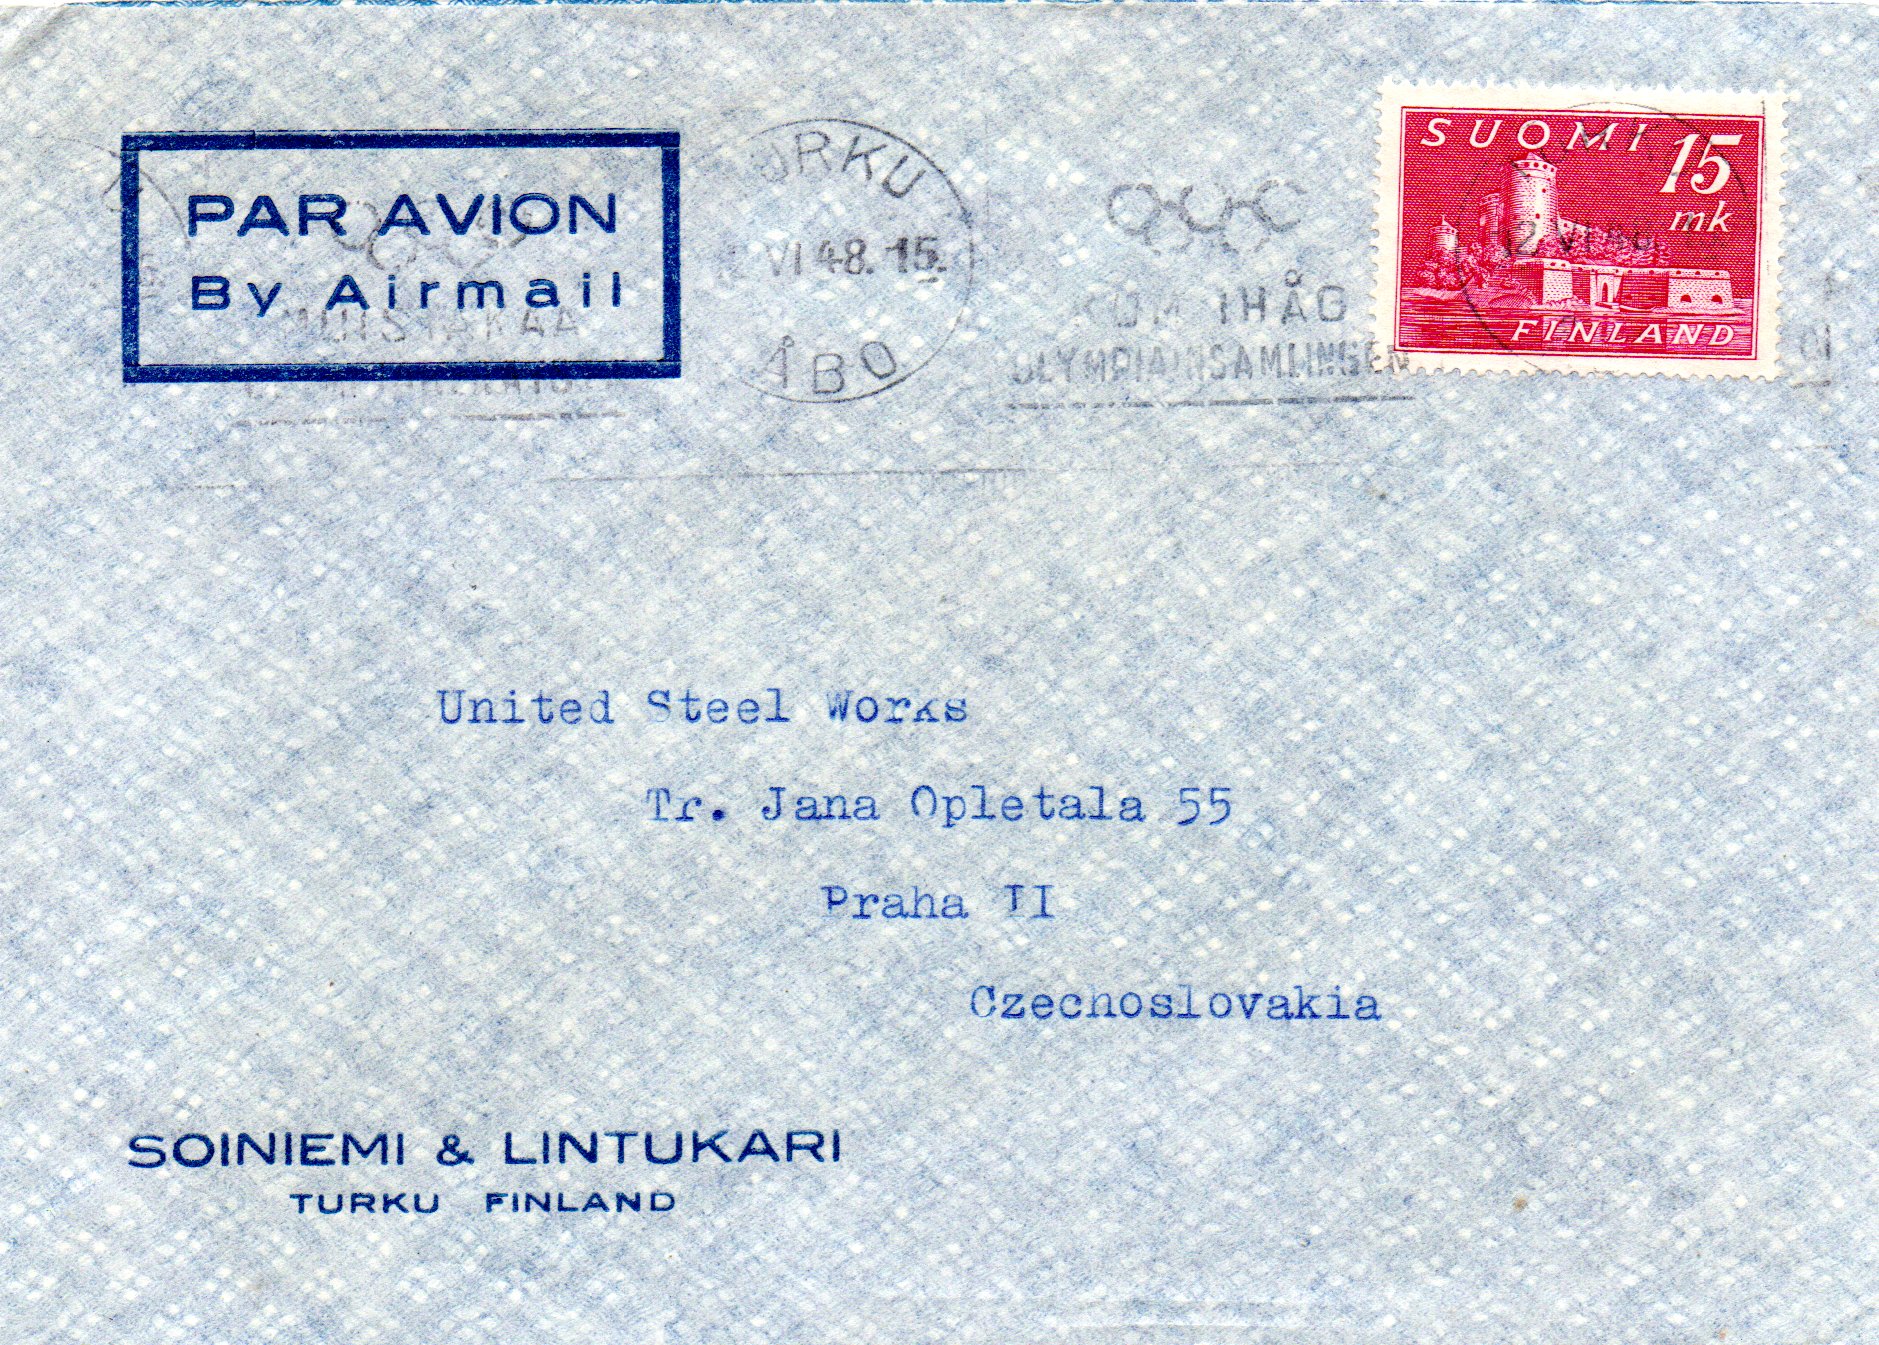 PAR AVION
By Airmail
TURKU
VI 48. 15.
ÅBO
IHÅG
OLYMPIAINSAMLINGEN
SUOMI 15
mk
FINLAND
United Steel Works
Tr. Jana Opletala 55
Praha II
Czechoslovakia
SOINIEMI & LINTUKARI
TURKU FINLAND